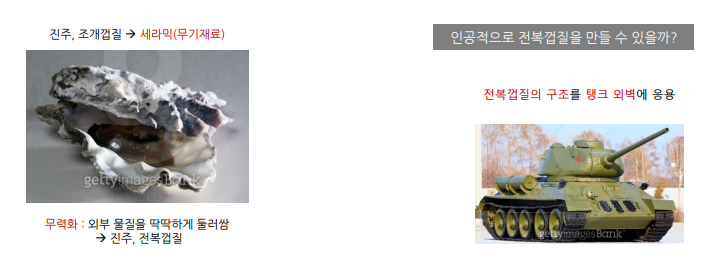 진주, 조개껍질 → 세라믹(무기재료)
gettyimagesBank
무력화 : 외부 물질을 딱딱하게 둘러쌈
→ 진주, 전복껍질
인공적으로 전복껍질을 만들 수 있을까?
전복껍질의 구조를 탱크 외벽에 응용
gettyimagesBank